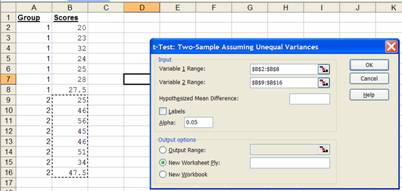 A B C D E F G H I J K
1 Group Scores
2 1 20
3 1 23
4 1 32
5 1 24
6 1 25
7 1 28
8 1 27.5
9 2 25
10 2 46
11 2 56
12 2 45
13 2 46
14 2 51
15 2 34
16 2 47.5
17
t-Test: Two-Sample Assuming Unequal Variances
Input
Variable 1 Range: $B$2:$B$8
Variable 2 Range: $B$9:$B$16
Hypothesized Mean Difference:
Labels
Alpha: 0.05
Output options
Output Range:
New Worksheet Ply:
New Workbook
OK
Cancel
Help